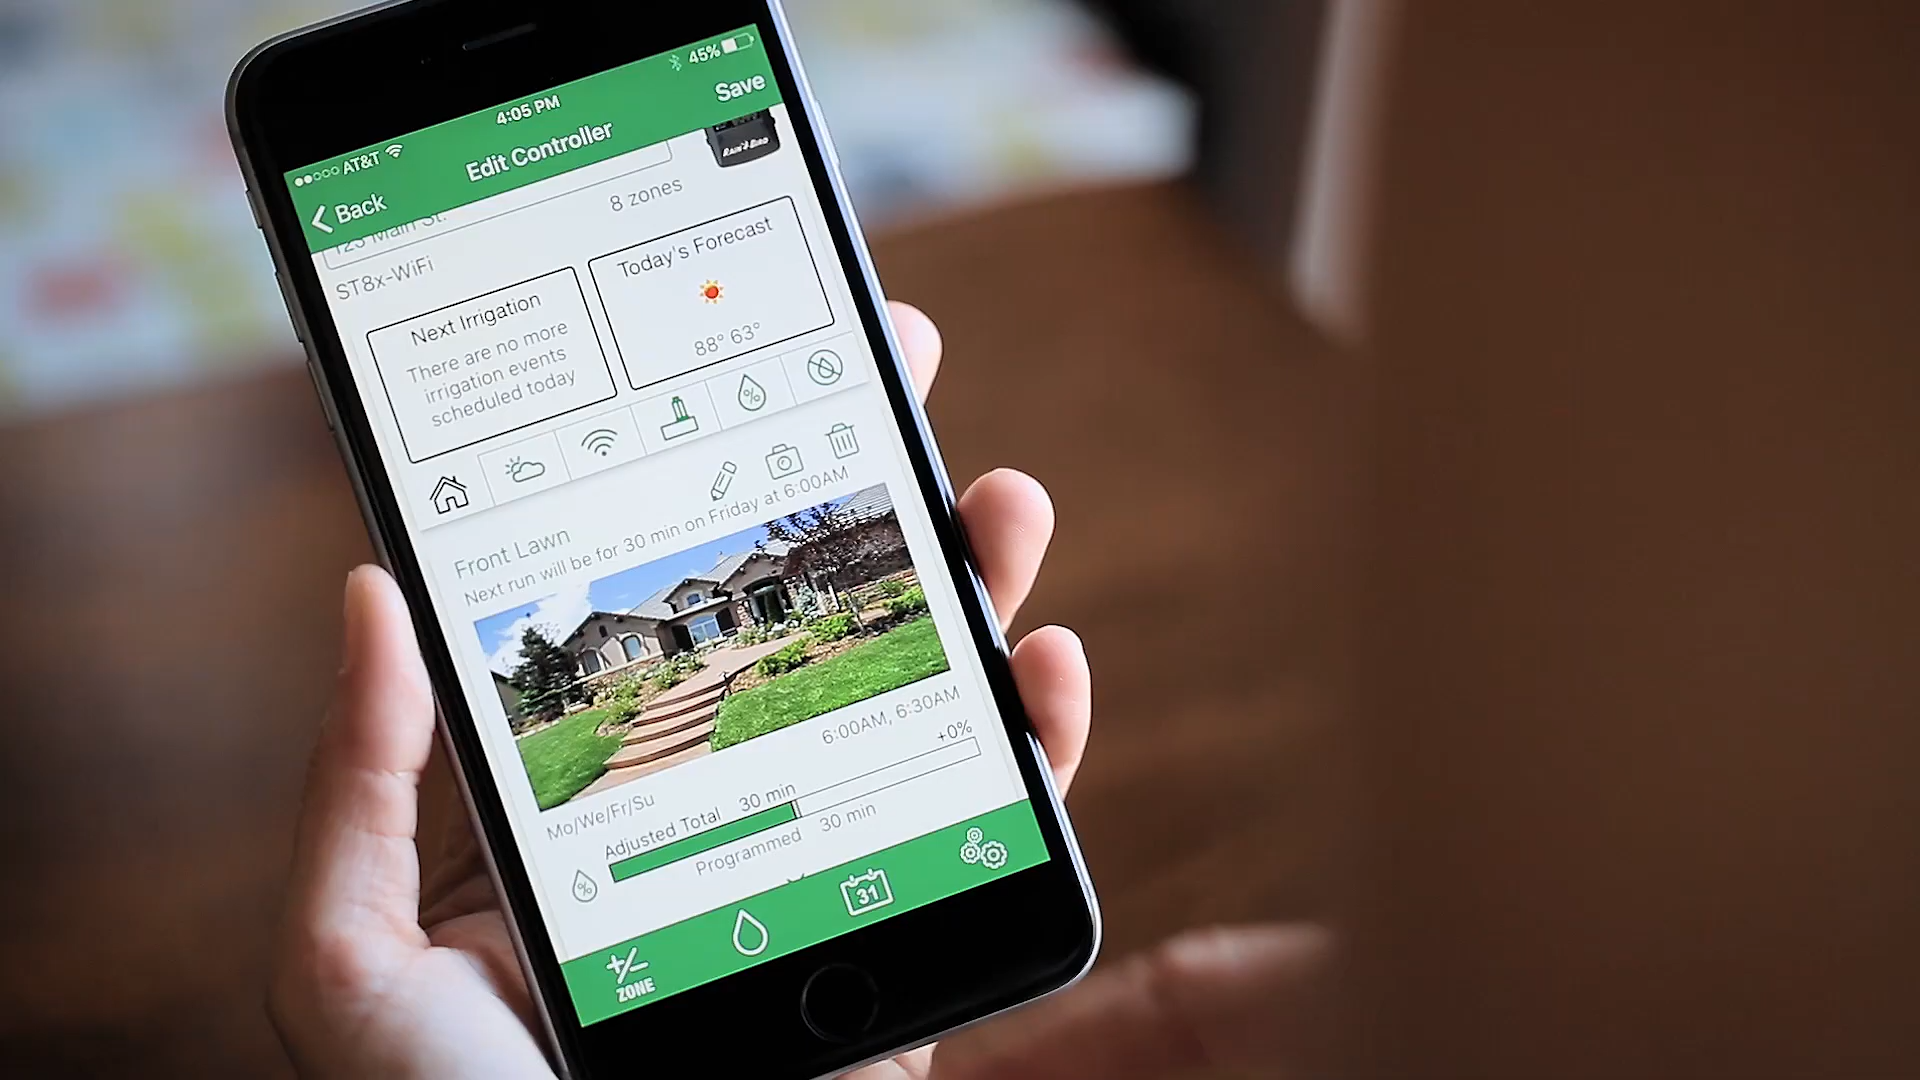 ●●○○○ AT&T
4:05 PM
45%
Back
Edit Controller
Save
RAIN BIRD
123 Main St.
8 zones
ST8x-WiFi
Next Irrigation
There are no more
irrigation events
scheduled today
Today's Forecast
88° 63°
%
Front Lawn
Next run will be for 30 min on Friday at 6:00AM
Mo/We/Fr/Su
6:00AM, 6:30AM
Adjusted Total 30 min
+0%
%
Programmed 30 min
+/-
ZONE
31